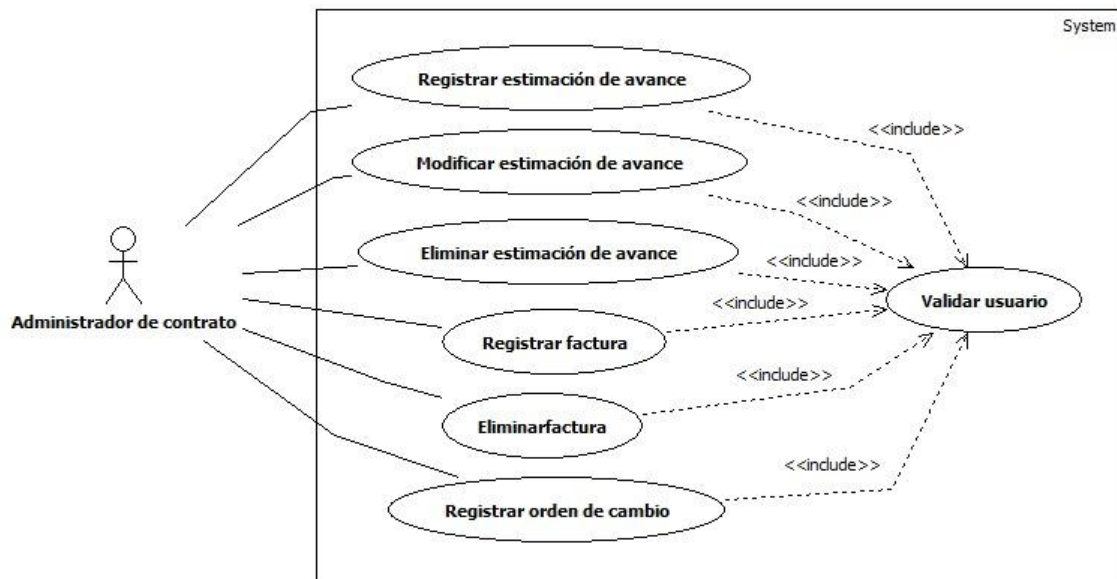 System
Registrar estimación de avance
<<include>>
Modificar estimación de avance
<<include>>
Eliminar estimación de avance
<<include>>
Validar usuario
Administrador de contrato
<<include>>
Registrar factura
<<include>>
Eliminarfactura
<<include>>
Registrar orden de cambio